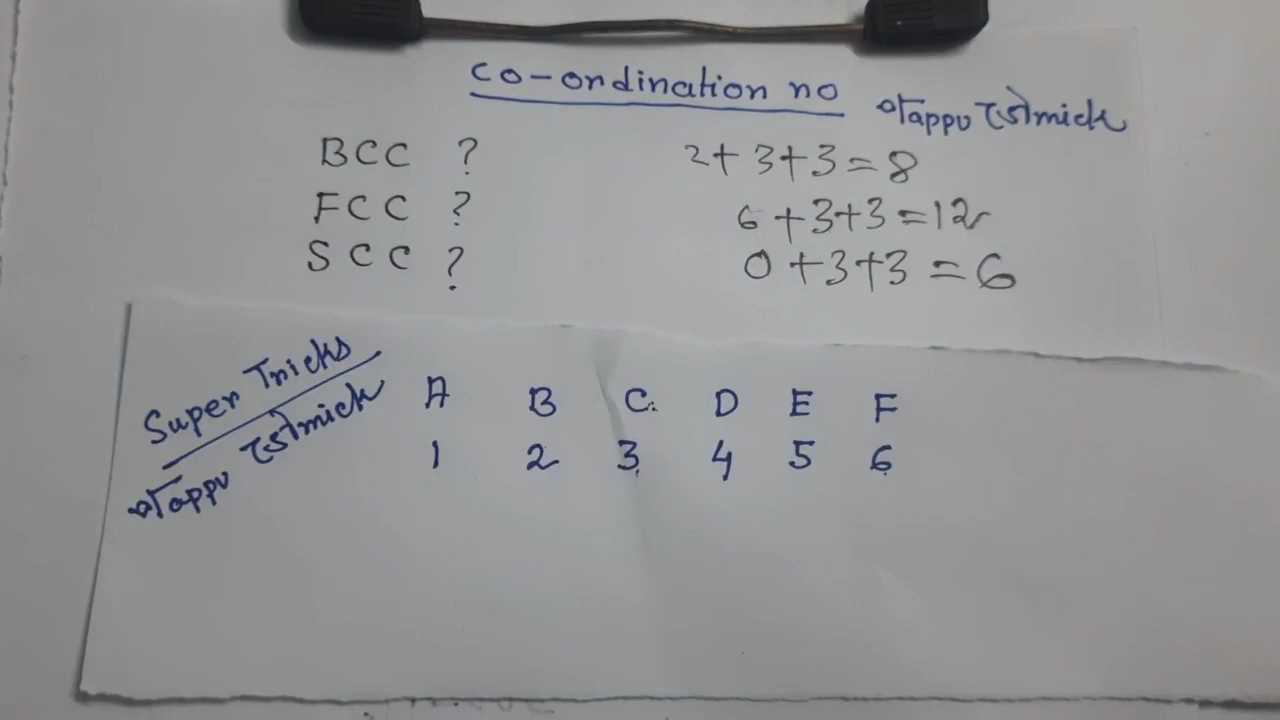 co-ordination no
BCC ? 2+3+3=8
FCC ? 6+3+3=12
SCC ? 0+3+3=6
Super Tricks
A B C D E F
1 2 3 4 5 6